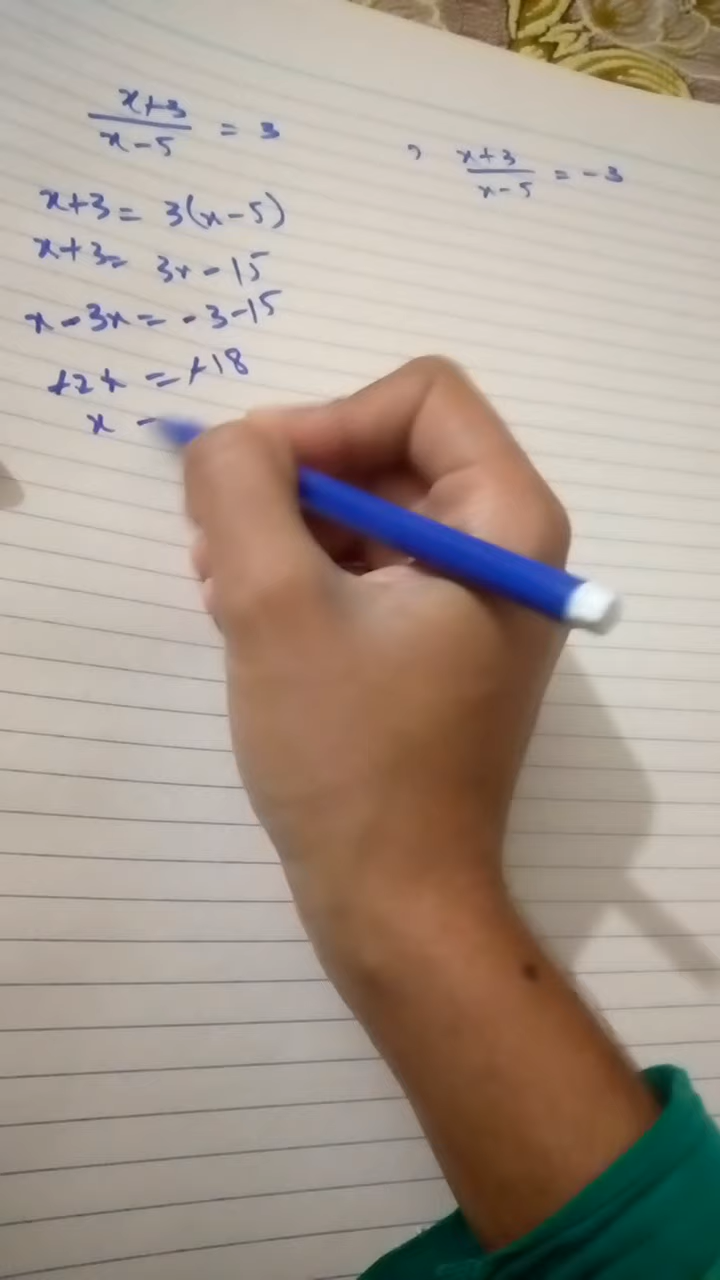 x+3/x-5 = 3
, x+3/x-5 = -3
x+3 = 3(x-5)
x+3 = 3x-15
x-3x = -3-15
+2x = +18
x =